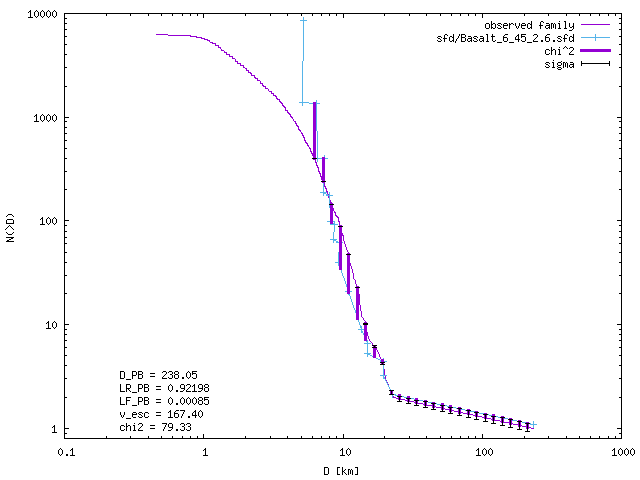 10000
1000
100
10
1
N(>D)
observed family
sfd/Basalt_6_45_2.6.sfd
chi^2
sigma
D_PB = 238.05
LR_PB = 0.92198
LF_PB = 0.00085
v_esc = 167.40
chi2 = 79.33
0.1 1 10 100 1000
D [km]